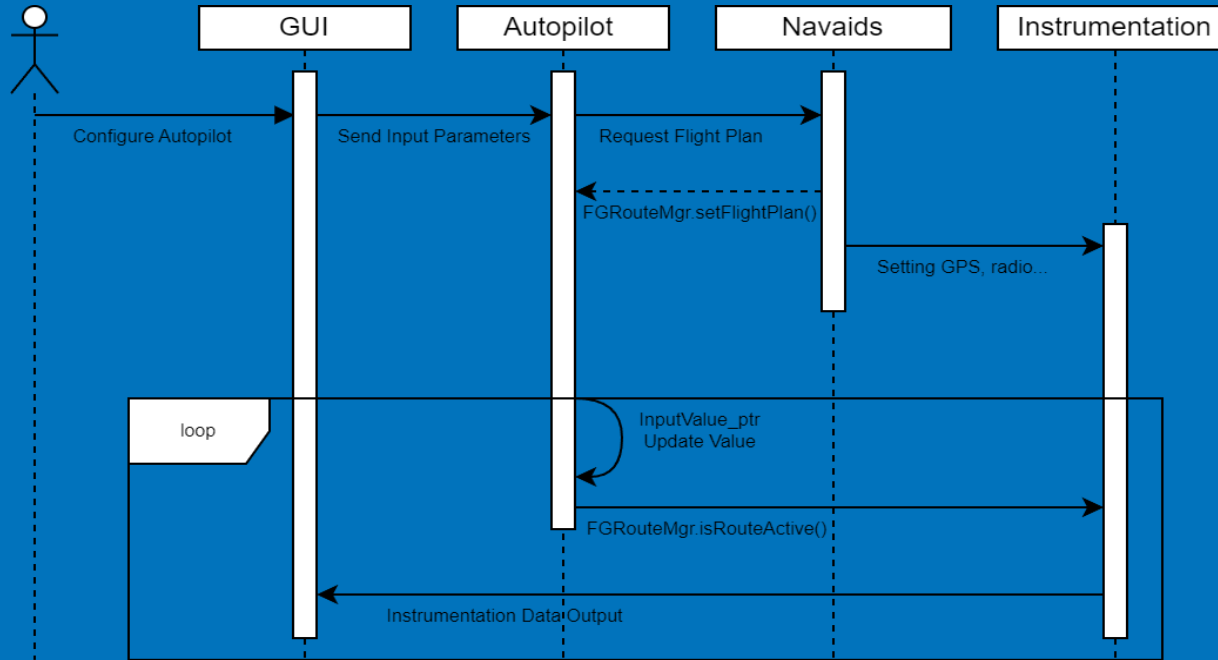 GUI
Autopilot
Navaids
Instrumentation
Configure Autopilot
Send Input Parameters
Request Flight Plan
FGRouteMgr.setFlightPlan()
Setting GPS, radio...
loop
InputValue_ptr
Update Value
FGRouteMgr.isRouteActive()
Instrumentation Data Output